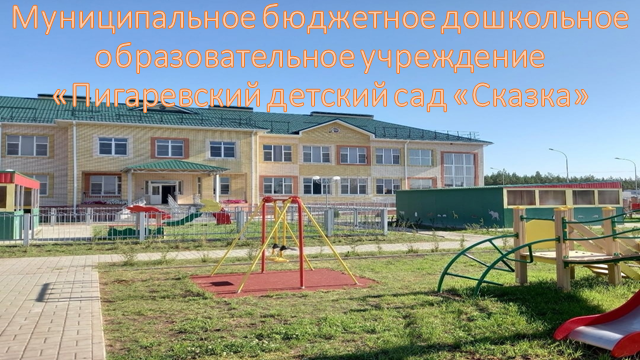 Муниципальное бюджетное дошкольное
образовательное учреждение
«Пигаревский детский сад «Сказка»